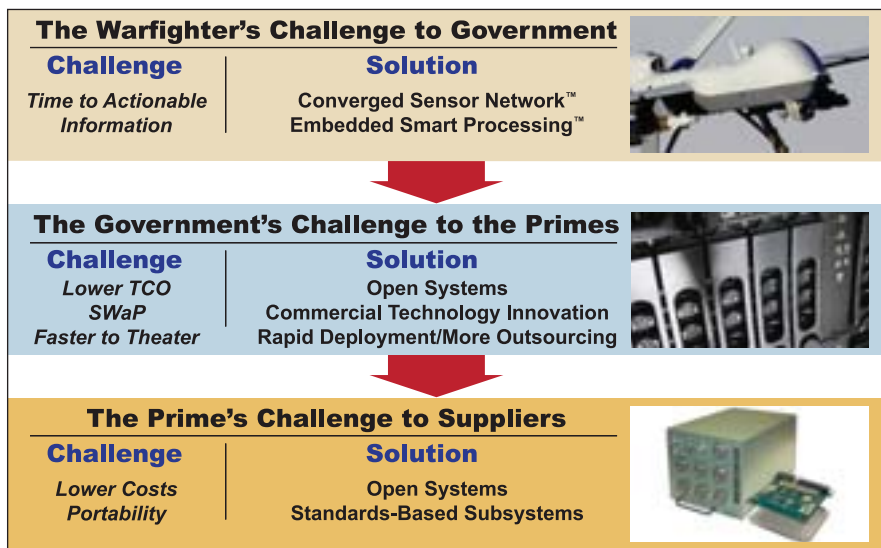 The Warfighter's Challenge to Government
Challenge
Solution
Time to Actionable
Information
Converged Sensor Network™
Embedded Smart Processing™
The Government's Challenge to the Primes
Challenge
Solution
Lower TCO
SWaP
Faster to Theater
Open Systems
Commercial Technology Innovation
Rapid Deployment/More Outsourcing
The Prime's Challenge to Suppliers
Challenge
Solution
Lower Costs
Portability
Open Systems
Standards-Based Subsystems